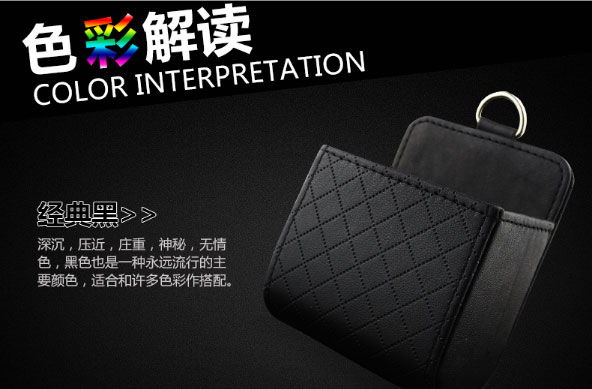 色彩解读
COLOR INTERPRETATION
经典黑>>
深沉，压近，庄重，神秘，无情
色，黑色也是一种永远流行的主
要颜色，适合和许多色彩作搭配。